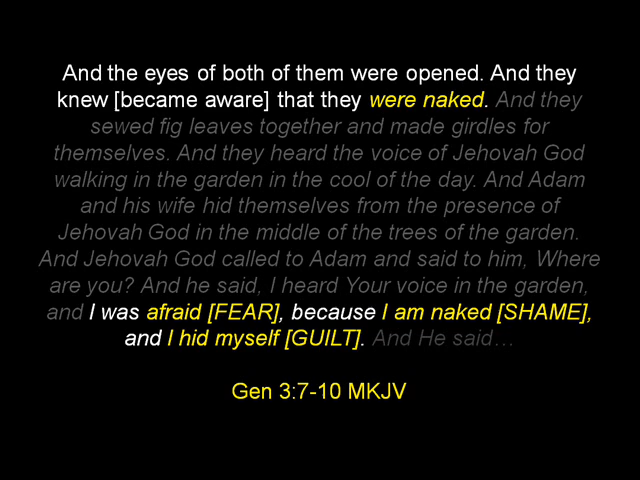 And the eyes of both of them were opened. And they
knew [became aware] that they were naked. And they
sewed fig leaves together and made girdles for
themselves. And they heard the voice of Jehovah God
walking in the garden in the cool of the day. And Adam
and his wife hid themselves from the presence of
Jehovah God in the middle of the trees of the garden.
And Jehovah God called to Adam and said to him, Where
are you? And he said, I heard Your voice in the garden,
and I was afraid [FEAR], because I am naked [SHAME],
and I hid myself [GUILT]. And He said…
Gen 3:7-10 MKJV